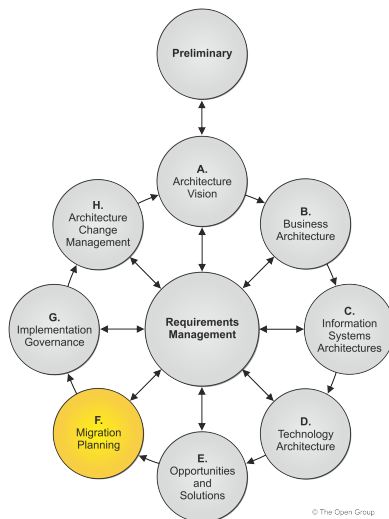 Preliminary
A.
Architecture
Vision
B.
Business
Architecture
C.
Information
Systems
Architectures
D.
Technology
Architecture
E.
Opportunities
and
Solutions
F.
Migration
Planning
G.
Implementation
Governance
H.
Architecture
Change
Management
Requirements
Management
© The Open Group